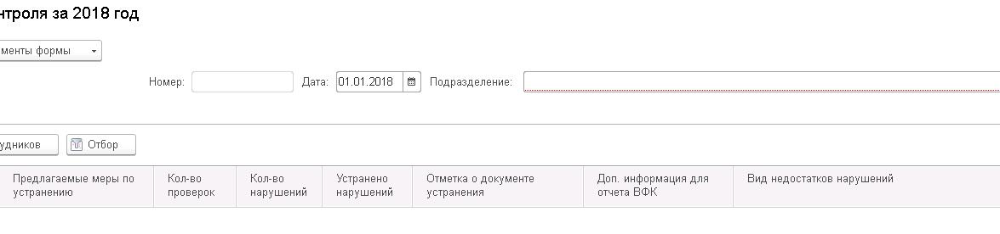 нтроля за 2018 год
менты формы
Номер: Дата: 01.01.2018 Подразделение:
удников Отбор
Предлагаемые меры по устранению Кол-во проверок Кол-во нарушений Устранено нарушений Отметка о документе устранения Доп. информация для отчета ВФК Вид недостатков нарушений